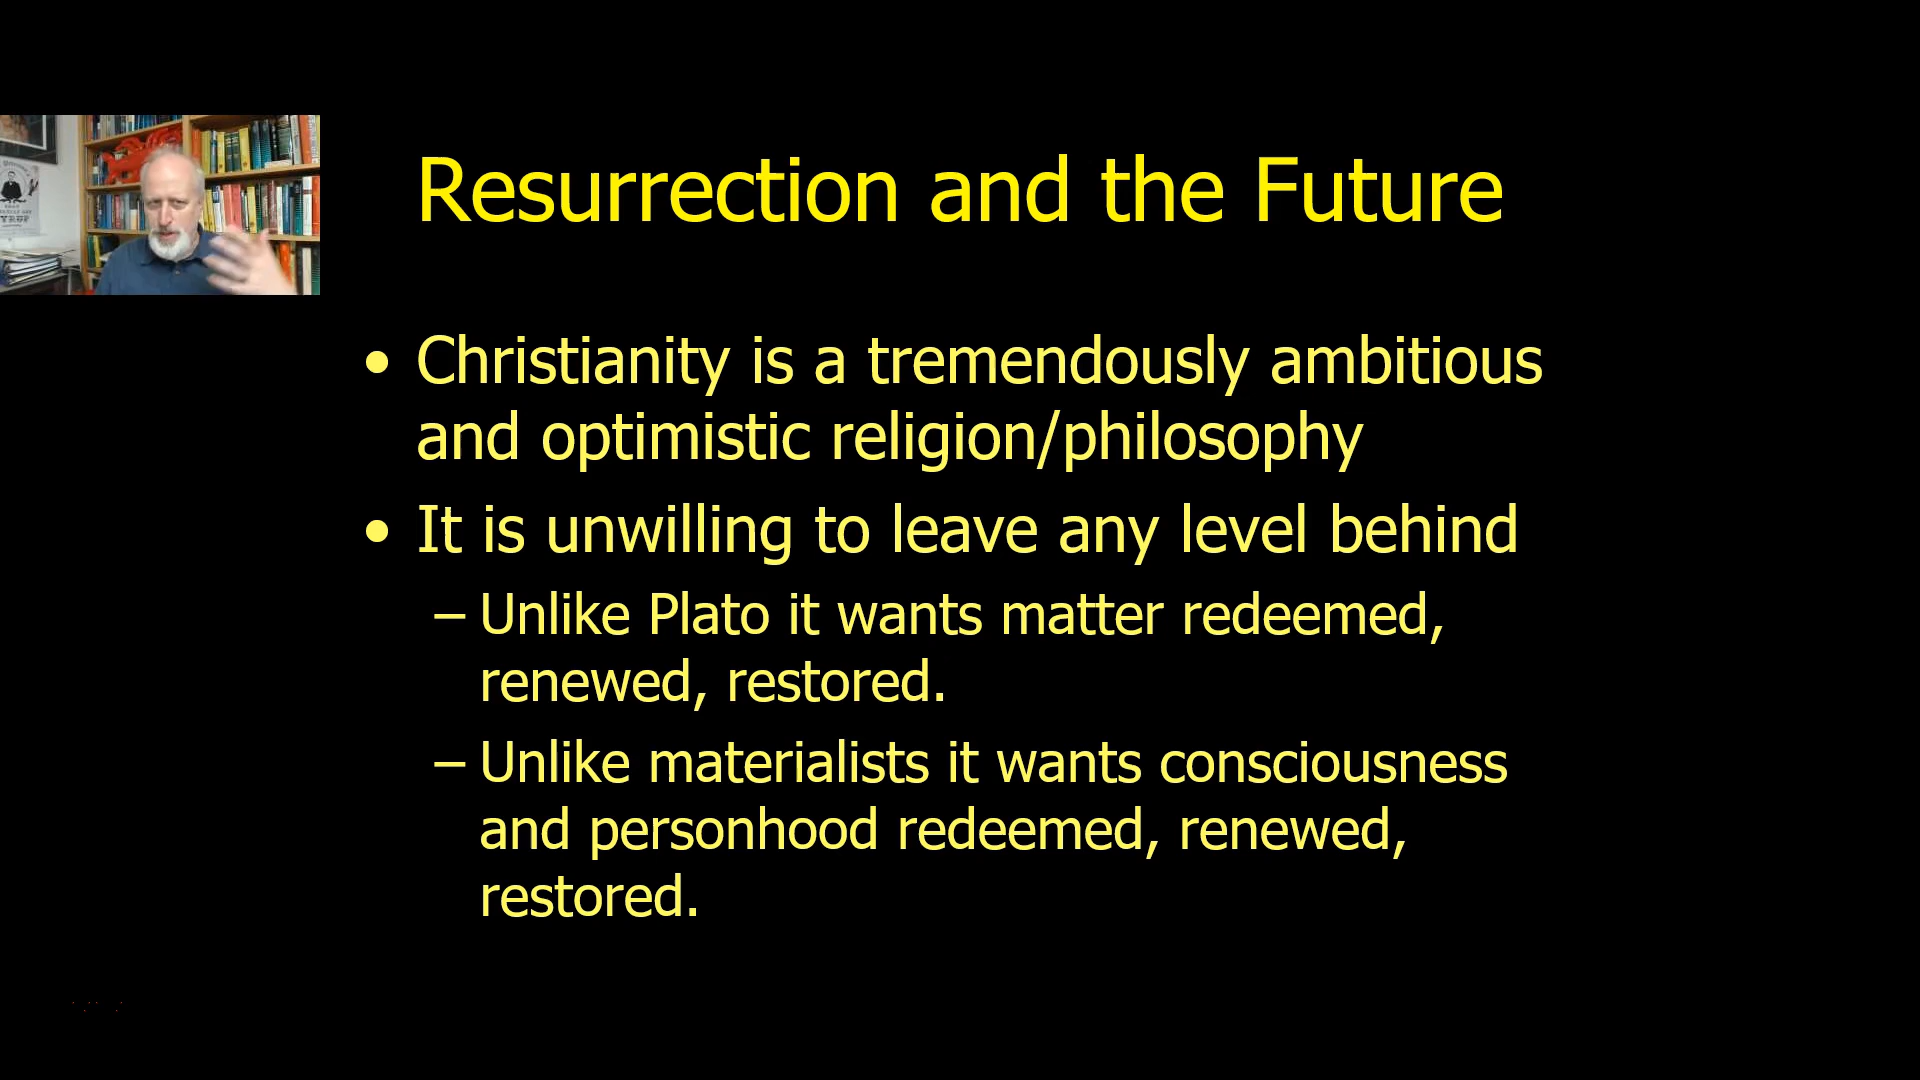 Resurrection and the Future
• Christianity is a tremendously ambitious
and optimistic religion/philosophy
• It is unwilling to leave any level behind
– Unlike Plato it wants matter redeemed,
renewed, restored.
– Unlike materialists it wants consciousness
and personhood redeemed, renewed,
restored.